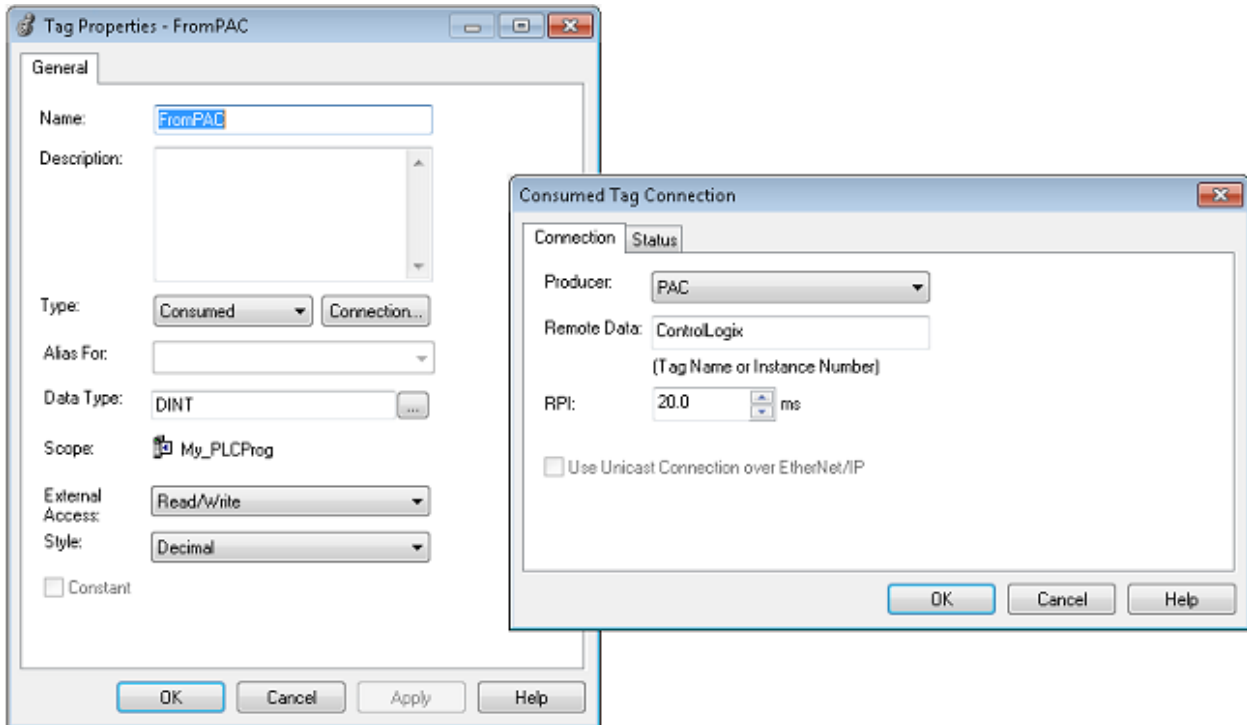 Tag Properties - FromPAC
General
Name: FromPAC
Description:
Type: Consumed Connection...
Alias For:
Data Type: DINT ...
Scope: My_PLCProg
External Access: Read/Write
Style: Decimal
Constant
OK Cancel Apply Help
Consumed Tag Connection
Connection Status
Producer: PAC
Remote Data: ControlLogix
(Tag Name or Instance Number)
RPI: 20.0 ms
Use Unicast Connection over EtherNet/IP
OK Cancel Help